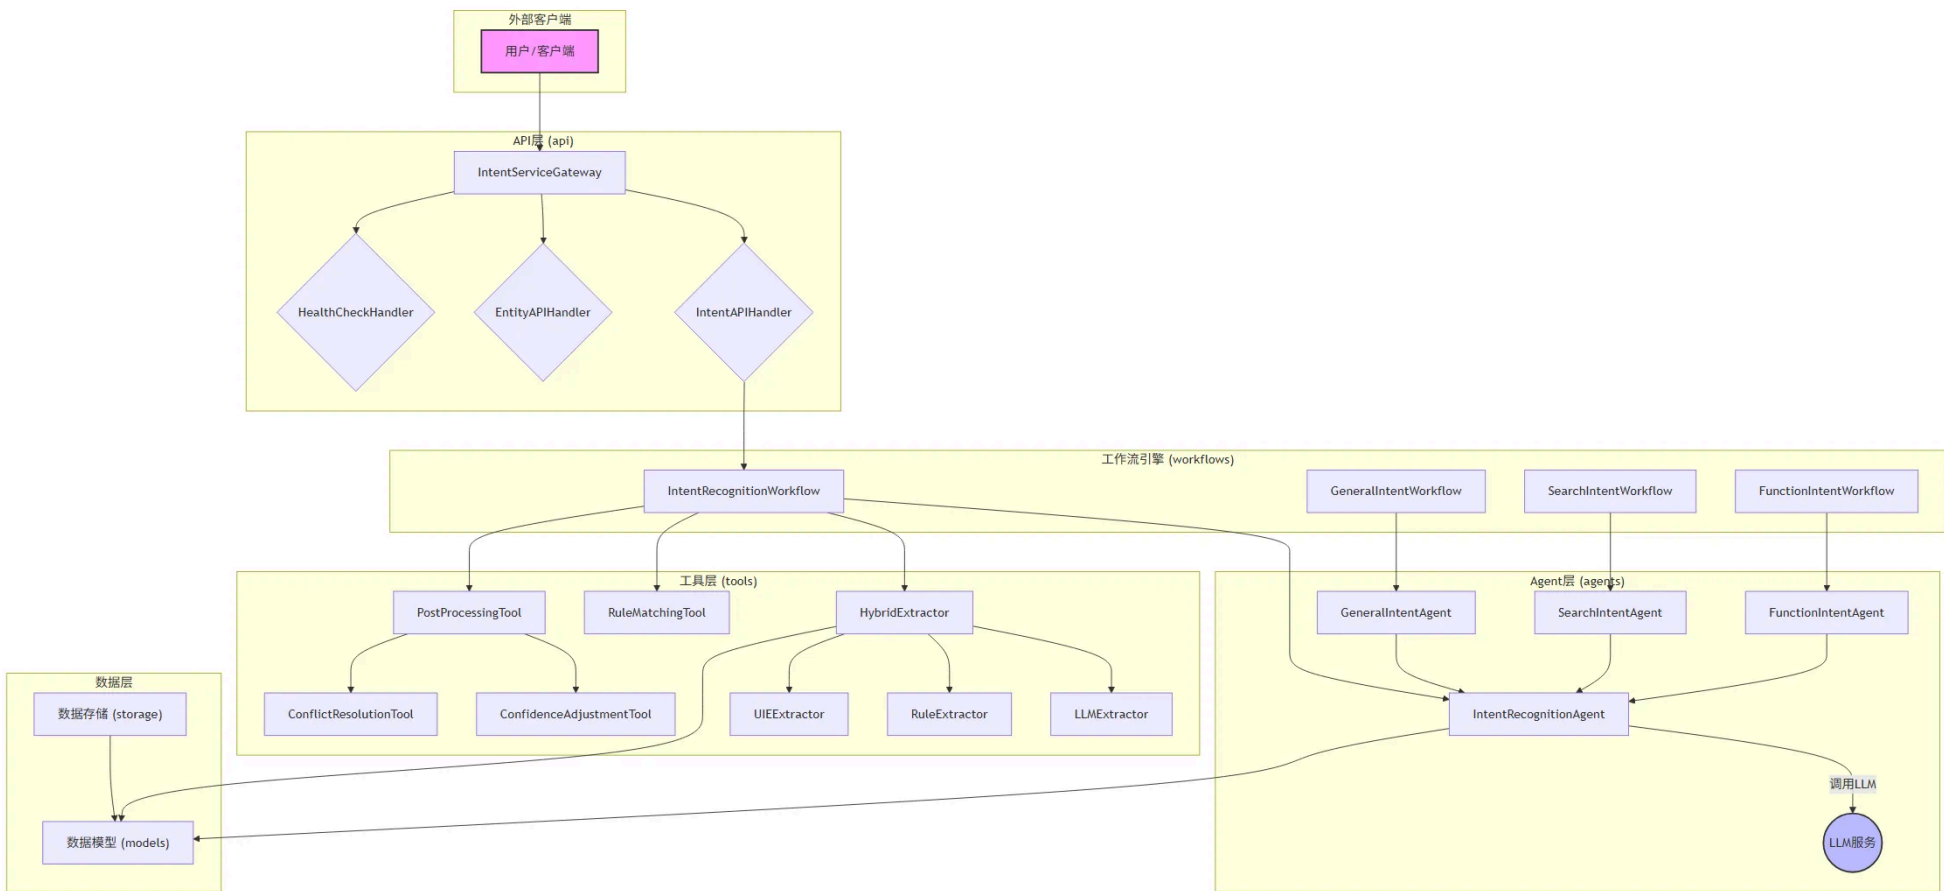 外部客户端
用户/客户端
API层 (api)
IntentServiceGateway
HealthCheckHandler
EntityAPIHandler
IntentAPIHandler
工作流引擎 (workflows)
IntentRecognitionWorkflow
GeneralIntentWorkflow
SearchIntentWorkflow
FunctionIntentWorkflow
工具层 (tools)
Agent层 (agents)
PostProcessingTool
RuleMatchingTool
HybridExtractor
GeneralIntentAgent
SearchIntentAgent
FunctionIntentAgent
数据层
数据存储 (storage)
ConflictResolutionTool
ConfidenceAdjustmentTool
UIEExtractor
RuleExtractor
LLMExtractor
IntentRecognitionAgent
调用LLM
数据模型 (models)
LLM服务